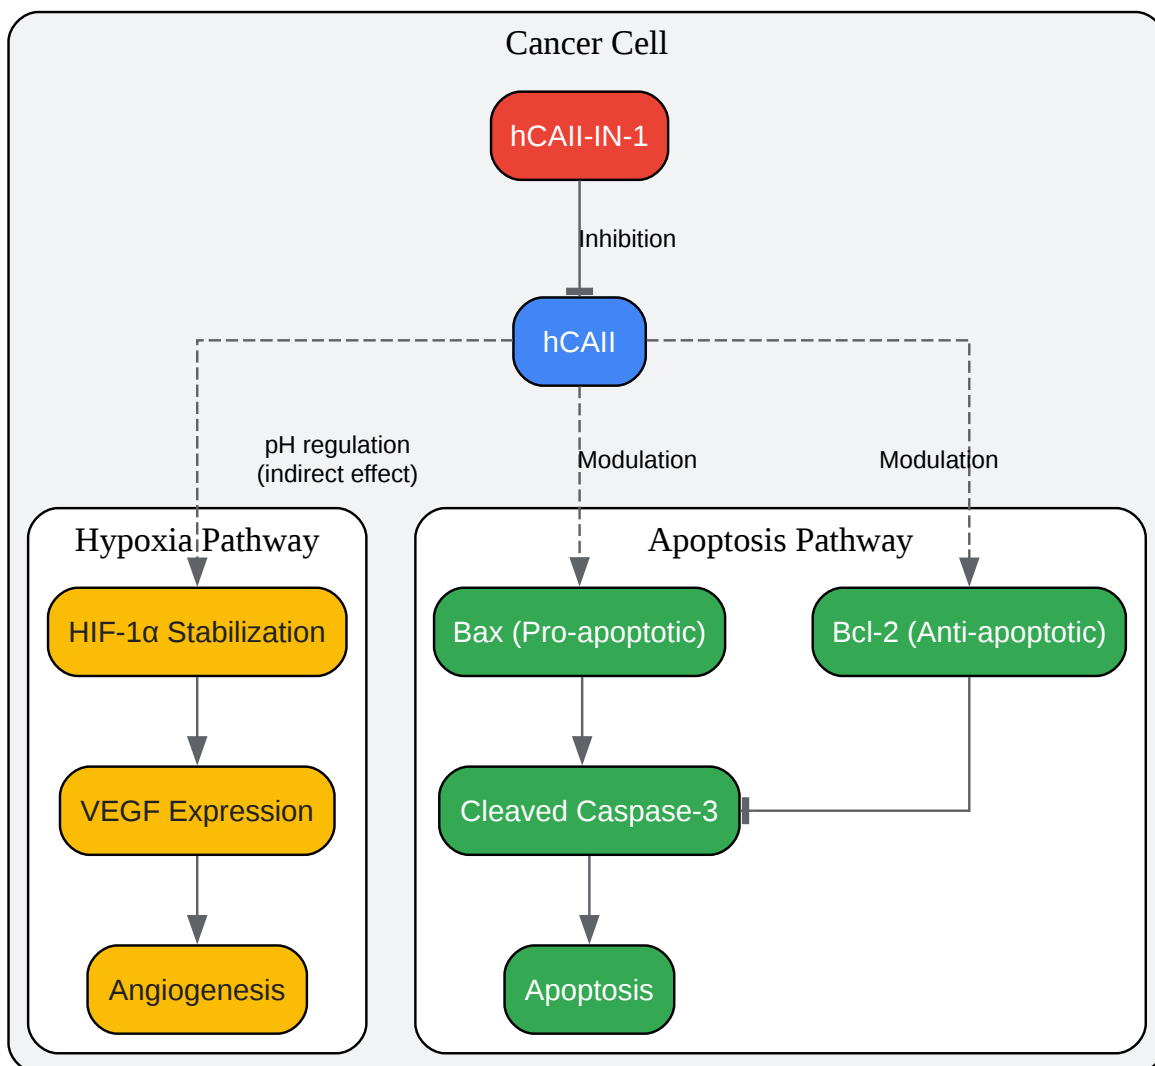 Cancer Cell
hCAII-IN-1
Inhibition
hCAII
pH regulation
(indirect effect)
Modulation
Modulation
Hypoxia Pathway
HIF-1α Stabilization
VEGF Expression
Angiogenesis
Apoptosis Pathway
Bax (Pro-apoptotic)
Bcl-2 (Anti-apoptotic)
Cleaved Caspase-3
Apoptosis